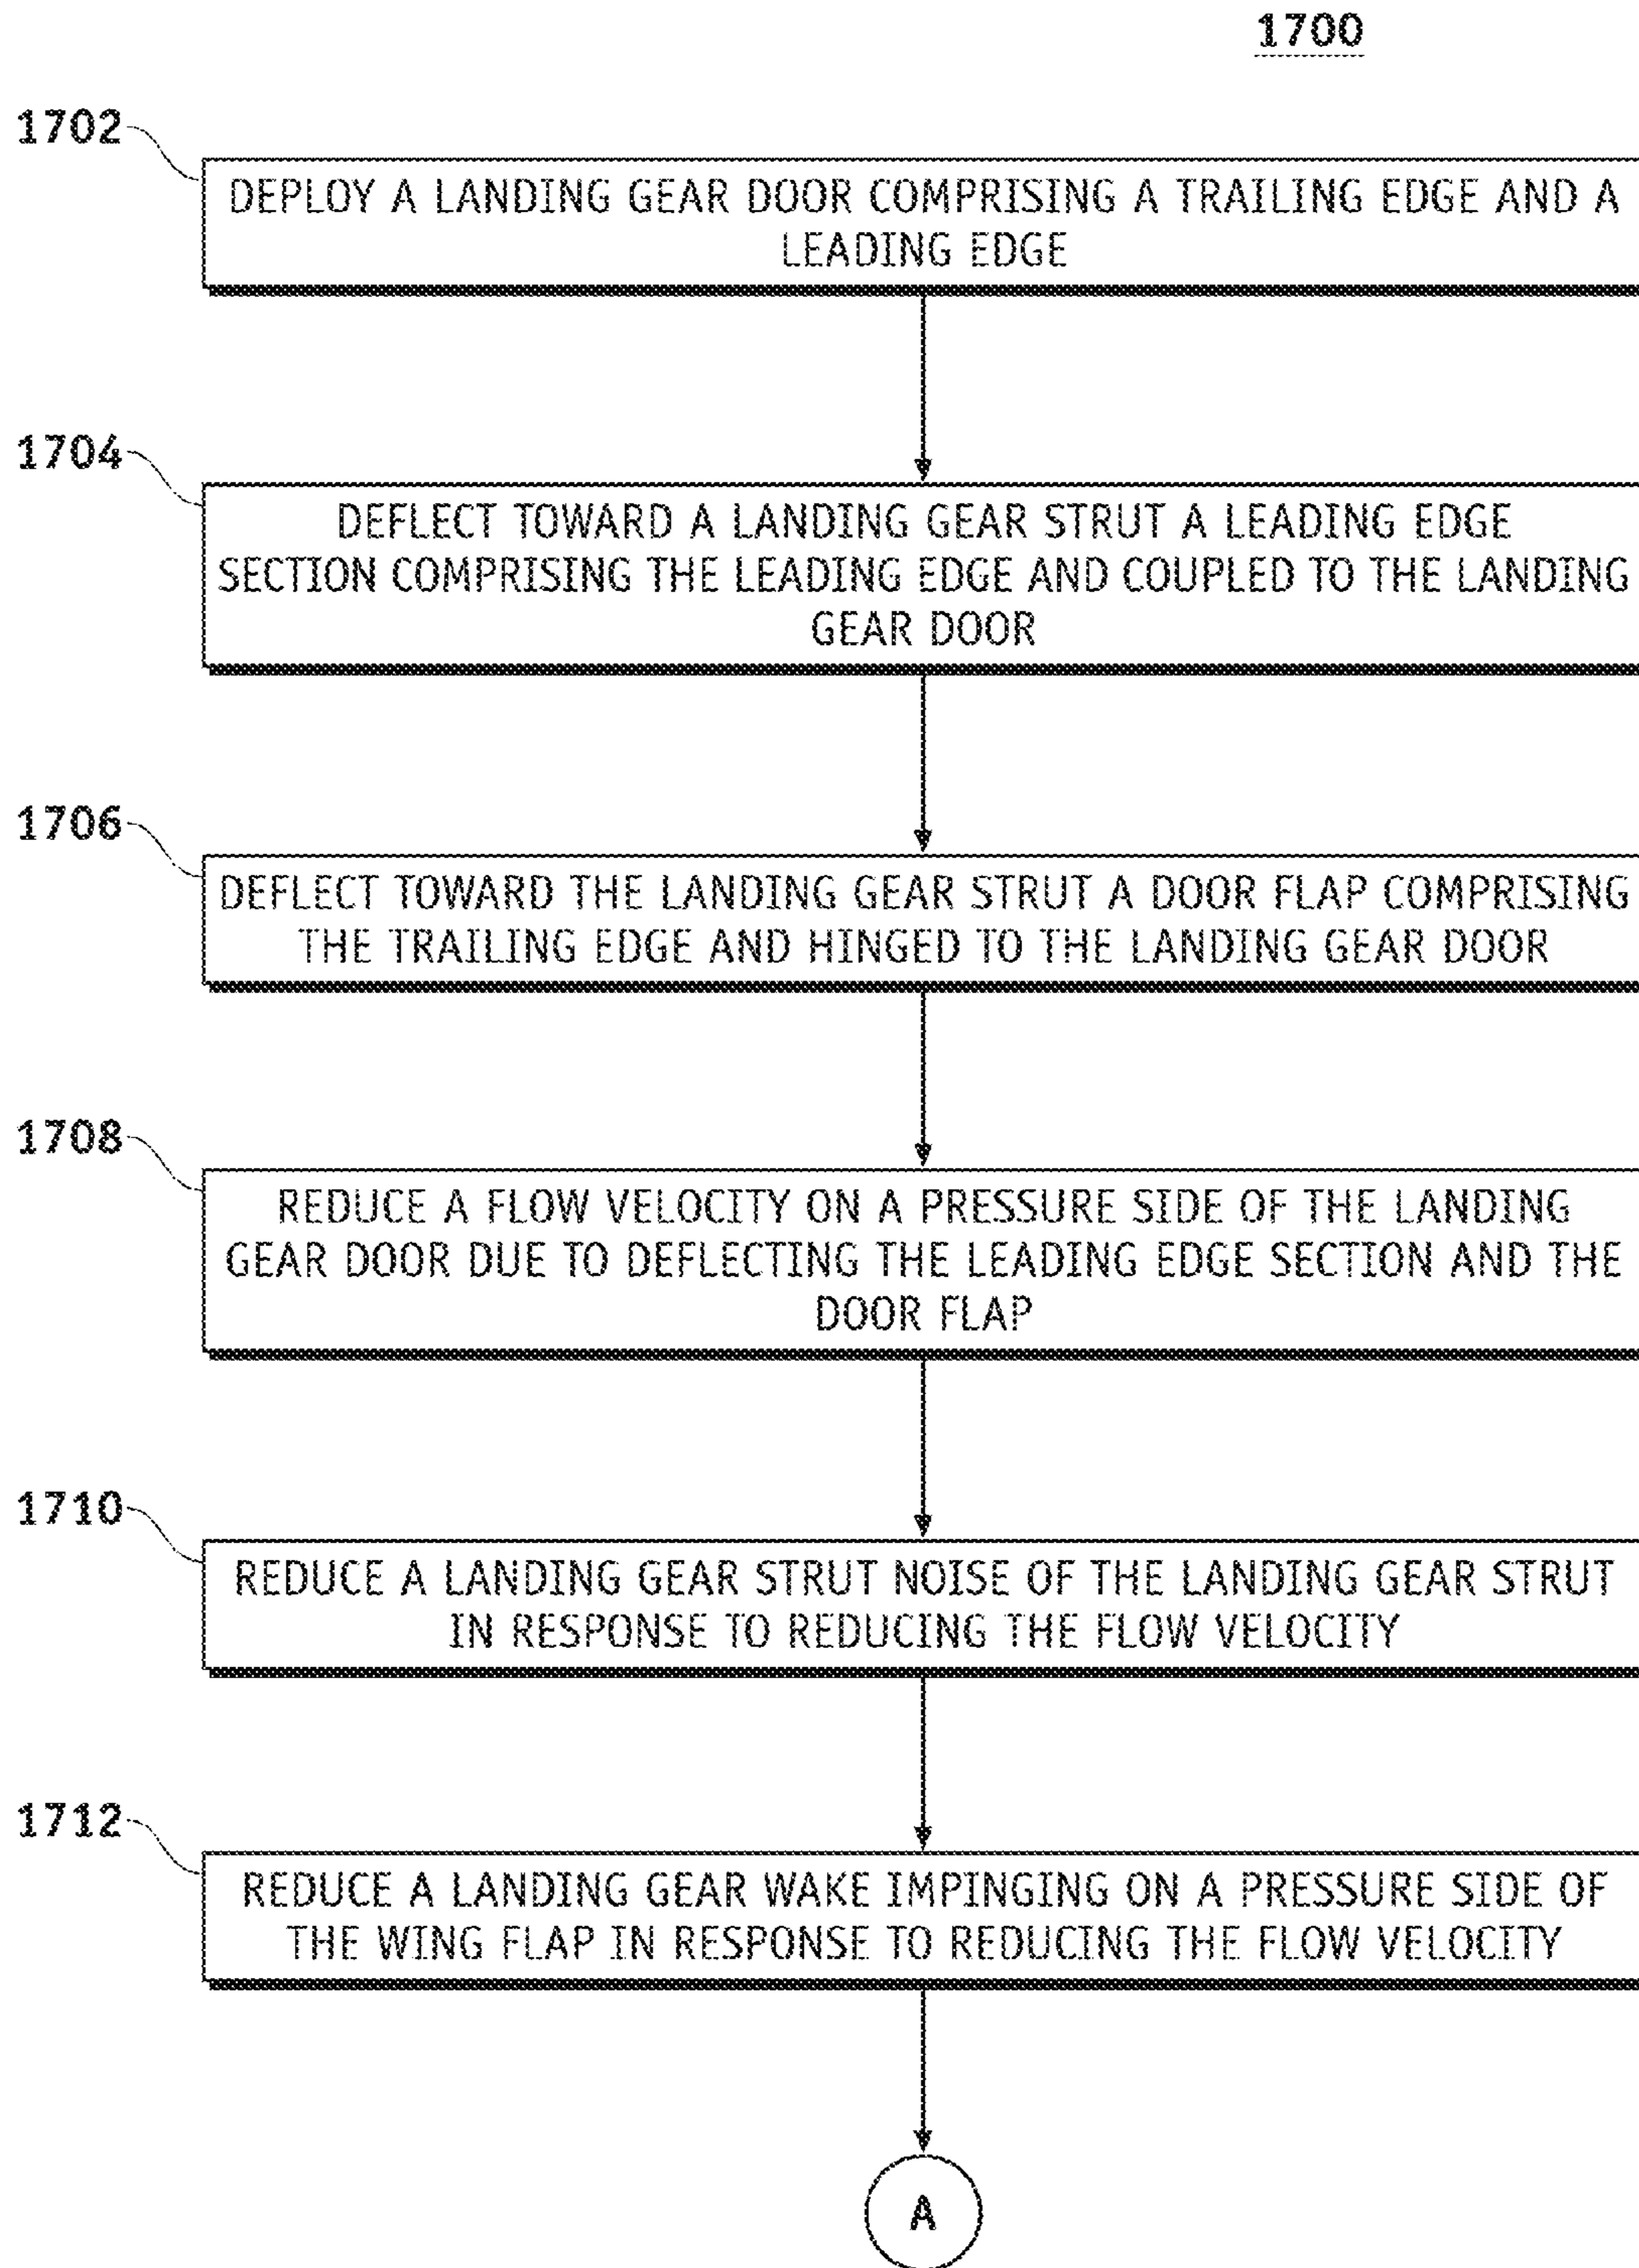 1700
1702
DEPLOY A LANDING GEAR DOOR COMPRISING A TRAILING EDGE AND A
LEADING EDGE
1704
DEFLECT TOWARD A LANDING GEAR STRUT A LEADING EDGE
SECTION COMPRISING THE LEADING EDGE AND COUPLED TO THE LANDING
GEAR DOOR
1706
DEFLECT TOWARD THE LANDING GEAR STRUT A DOOR FLAP COMPRISING
THE TRAILING EDGE AND HINGED TO THE LANDING GEAR DOOR
1708
REDUCE A FLOW VELOCITY ON A PRESSURE SIDE OF THE LANDING
GEAR DOOR DUE TO DEFLECTING THE LEADING EDGE SECTION AND THE
DOOR FLAP
1710
REDUCE A LANDING GEAR STRUT NOISE OF THE LANDING GEAR STRUT
IN RESPONSE TO REDUCING THE FLOW VELOCITY
1712
REDUCE A LANDING GEAR WAKE IMPINGING ON A PRESSURE SIDE OF
THE WING FLAP IN RESPONSE TO REDUCING THE FLOW VELOCITY
A